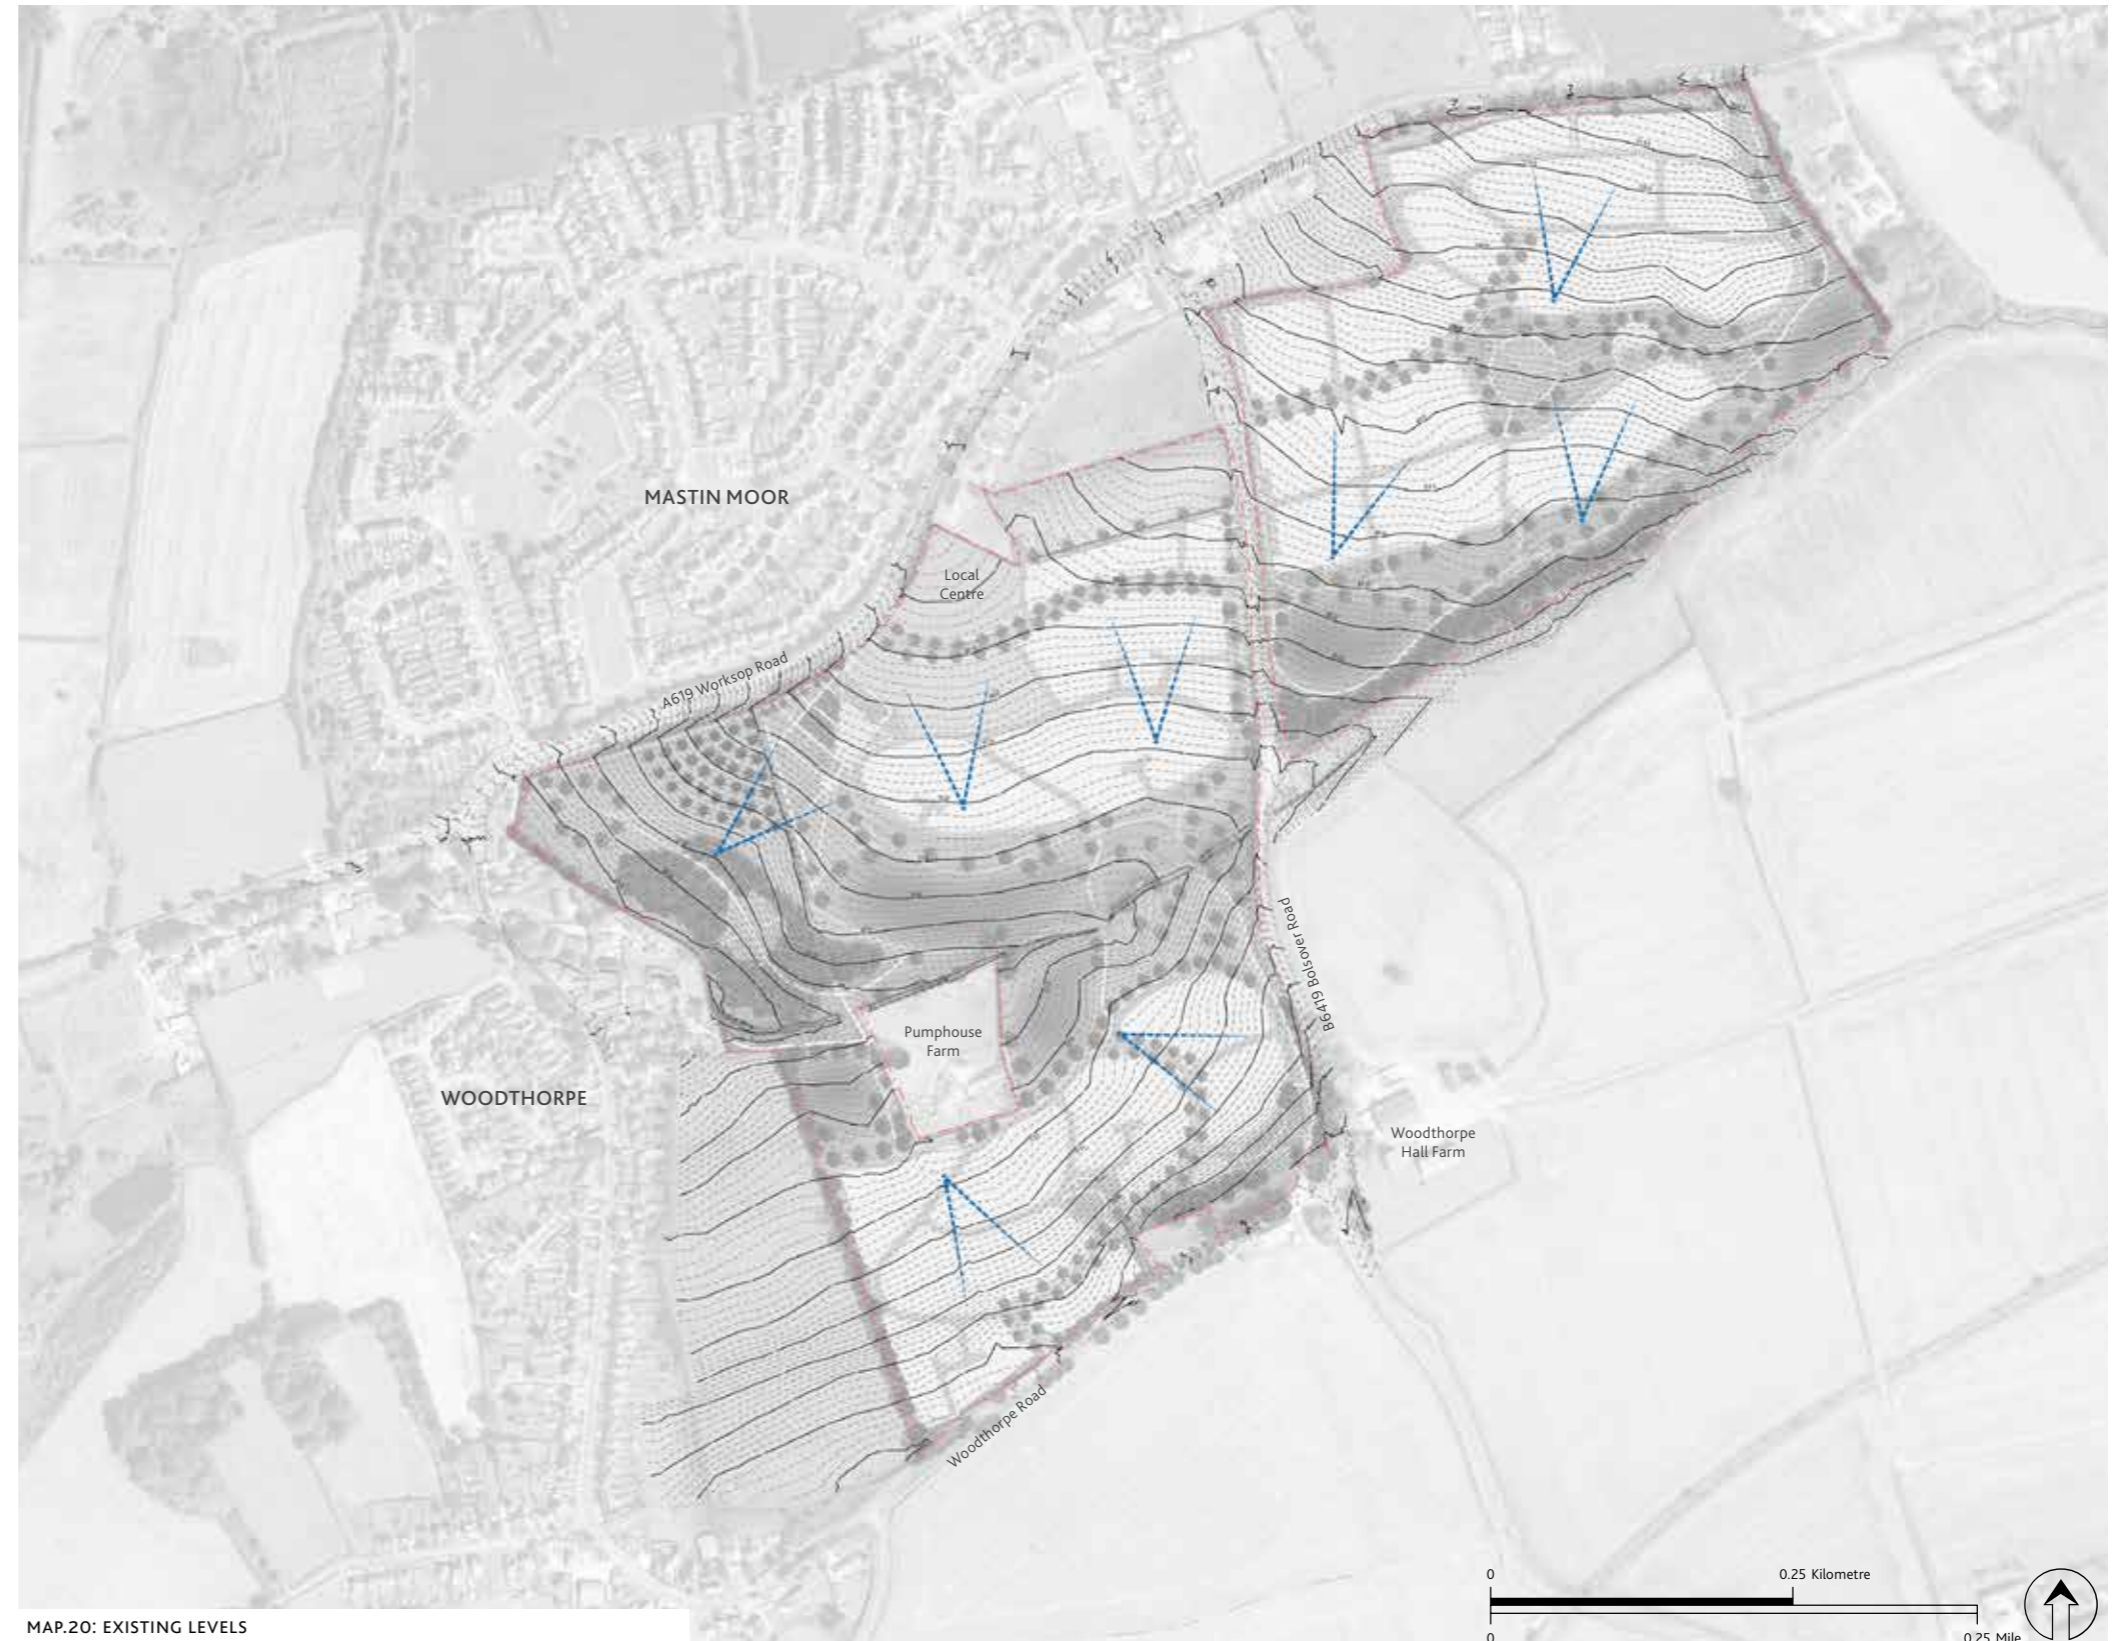 MASTIN MOOR
Local
Centre
A619 Worksop Road
B6419 Bolsover Road
Pumphouse
Farm
WOODTHORPE
Woodthorpe
Hall Farm
Woodthorpe Road
0
0.25 Kilometre
0
0.25 Mile
MAP.20: EXISTING LEVELS